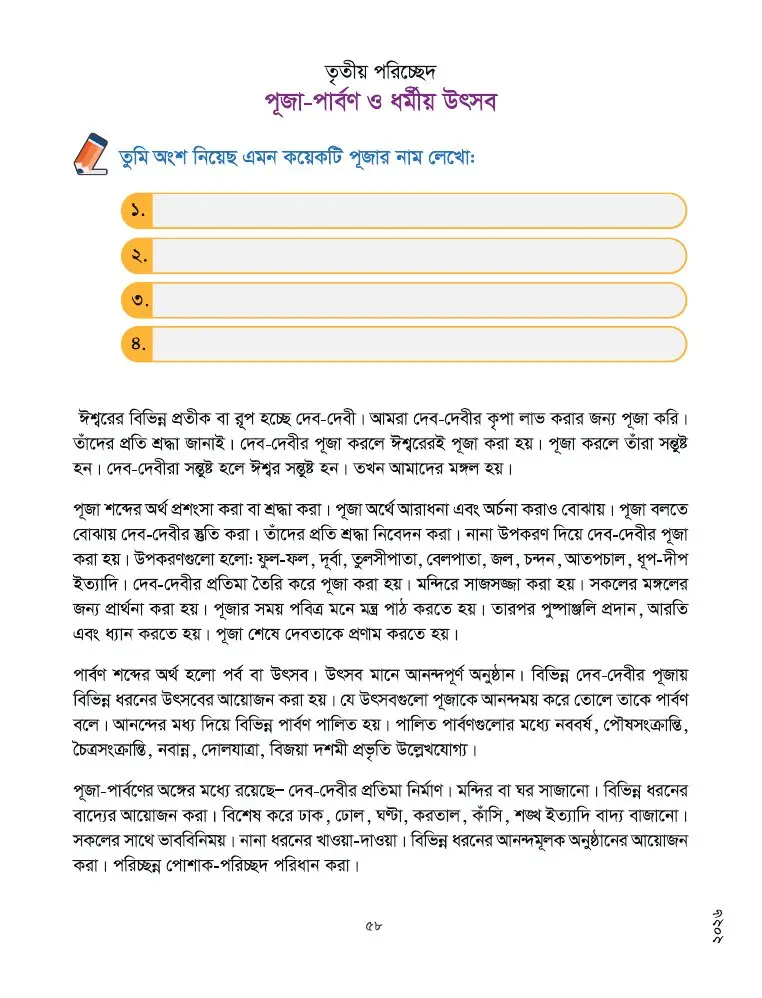 তৃতীয় পরিচ্ছেদ
পূজা-পার্বণ ও ধর্মীয় উৎসব
তুমি অংশ নিয়েছ এমন কয়েকটি পূজার নাম লেখো:
১.
২.
৩.
৪.
ঈশ্বরের বিভিন্ন প্রতীক বা রূপ হচ্ছে দেব-দেবী। আমরা দেব-দেবীর কৃপা লাভ করার জন্য পূজা করি।
তাঁদের প্রতি শ্রদ্ধা জানাই। দেব-দেবীর পূজা করলে ঈশ্বরেরই পূজা করা হয়। পূজা করলে তাঁরা সন্তুষ্ট
হন। দেব-দেবীরা সন্তুষ্ট হলে ঈশ্বর সন্তুষ্ট হন। তখন আমাদের মঙ্গল হয়।
পূজা শব্দের অর্থ প্রশংসা করা বা শ্রদ্ধা করা। পূজা অর্থে আরাধনা এবং অর্চনা করাও বোঝায়। পূজা বলতে
বোঝায় দেব-দেবীর স্তুতি করা। তাঁদের প্রতি শ্রদ্ধা নিবেদন করা। নানা উপকরণ দিয়ে দেব-দেবীর পূজা
করা হয়। উপকরণগুলো হলো: ফুল-ফল, দূর্বা, তুলসীপাতা, বেলপাতা, জল, চন্দন, আতপচাল, ধূপ-দীপ
ইত্যাদি। দেব-দেবীর প্রতিমা তৈরি করে পূজা করা হয়। মন্দিরে সাজসজ্জা করা হয়। সকলের মঙ্গলের
জন্য প্রার্থনা করা হয়। পূজার সময় পবিত্র মনে মন্ত্র পাঠ করতে হয়। তারপর পুষ্পাঞ্জলি প্রদান, আরতি
এবং ধ্যান করতে হয়। পূজা শেষে দেবতাকে প্রণাম করতে হয়।
পার্বণ শব্দের অর্থ হলো পর্ব বা উৎসব। উৎসব মানে আনন্দপূর্ণ অনুষ্ঠান। বিভিন্ন দেব-দেবীর পূজায়
বিভিন্ন ধরনের উৎসবের আয়োজন করা হয়। যে উৎসবগুলো পূজাকে আনন্দময় করে তোলে তাকে পার্বণ
বলে। আনন্দের মধ্য দিয়ে বিভিন্ন পার্বণ পালিত হয়। পালিত পার্বণগুলোর মধ্যে নববর্ষ, পৌষসংক্রান্তি,
চৈত্রসংক্রান্তি, নবান্ন, দোলযাত্রা, বিজয়া দশমী প্রভৃতি উল্লেখযোগ্য।
পূজা-পার্বণের অঙ্গের মধ্যে রয়েছে– দেব-দেবীর প্রতিমা নির্মাণ। মন্দির বা ঘর সাজানো। বিভিন্ন ধরনের
বাদ্যের আয়োজন করা। বিশেষ করে ঢাক, ঢোল, ঘণ্টা, করতাল, কাঁসি, শঙ্খ ইত্যাদি বাদ্য বাজানো।
সকলের সাথে ভাববিনিময়। নানা ধরনের খাওয়া-দাওয়া। বিভিন্ন ধরনের আনন্দমূলক অনুষ্ঠানের আয়োজন
করা। পরিচ্ছন্ন পোশাক-পরিচ্ছদ পরিধান করা।
৫৮
২০২৬